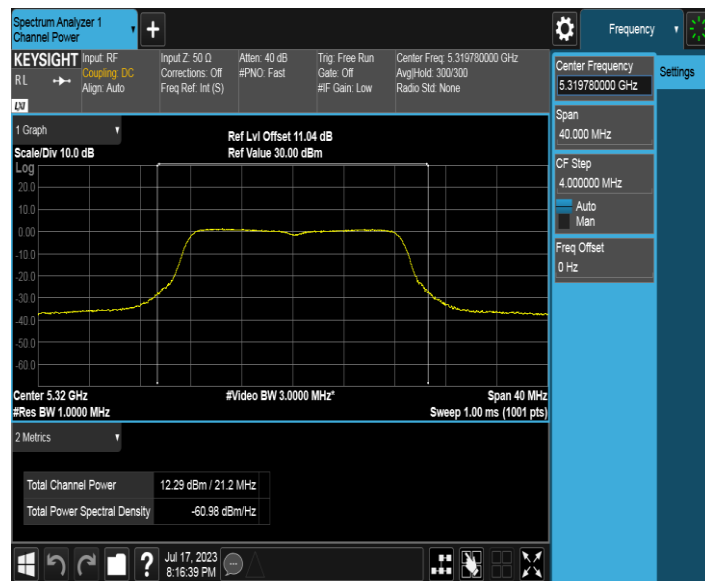 Spectrum Analyzer 1
Channel Power
+
Frequency
KEYSIGHT
RL
LXI
Input: RF
Coupling: DC
Align: Auto
Input Z: 50 Ω
Corrections: Off
Freq Ref: Int (S)
Atten: 40 dB
#PNO: Fast
Trig: Free Run
Gate: Off
#IF Gain: Low
Center Freq: 5.319780000 GHz
Avg|Hold: 300/300
Radio Std: None
Center Frequency
5.319780000 GHz
Settings
Span
40.000 MHz
CF Step
4.000000 MHz
Auto
Man
Freq Offset
0 Hz
1 Graph
Scale/Div 10.0 dB
Ref Lvl Offset 11.04 dB
Ref Value 30.00 dBm
Log
20.0
10.0
0.00
-10.0
-20.0
-30.0
-40.0
-50.0
-60.0
Center 5.32 GHz
#Res BW 1.0000 MHz
#Video BW 3.0000 MHz*
Span 40 MHz
Sweep 1.00 ms (1001 pts)
2 Metrics
Total Channel Power 12.29 dBm / 21.2 MHz
Total Power Spectral Density -60.98 dBm/Hz
?
Jul 17, 2023
8:16:39 PM